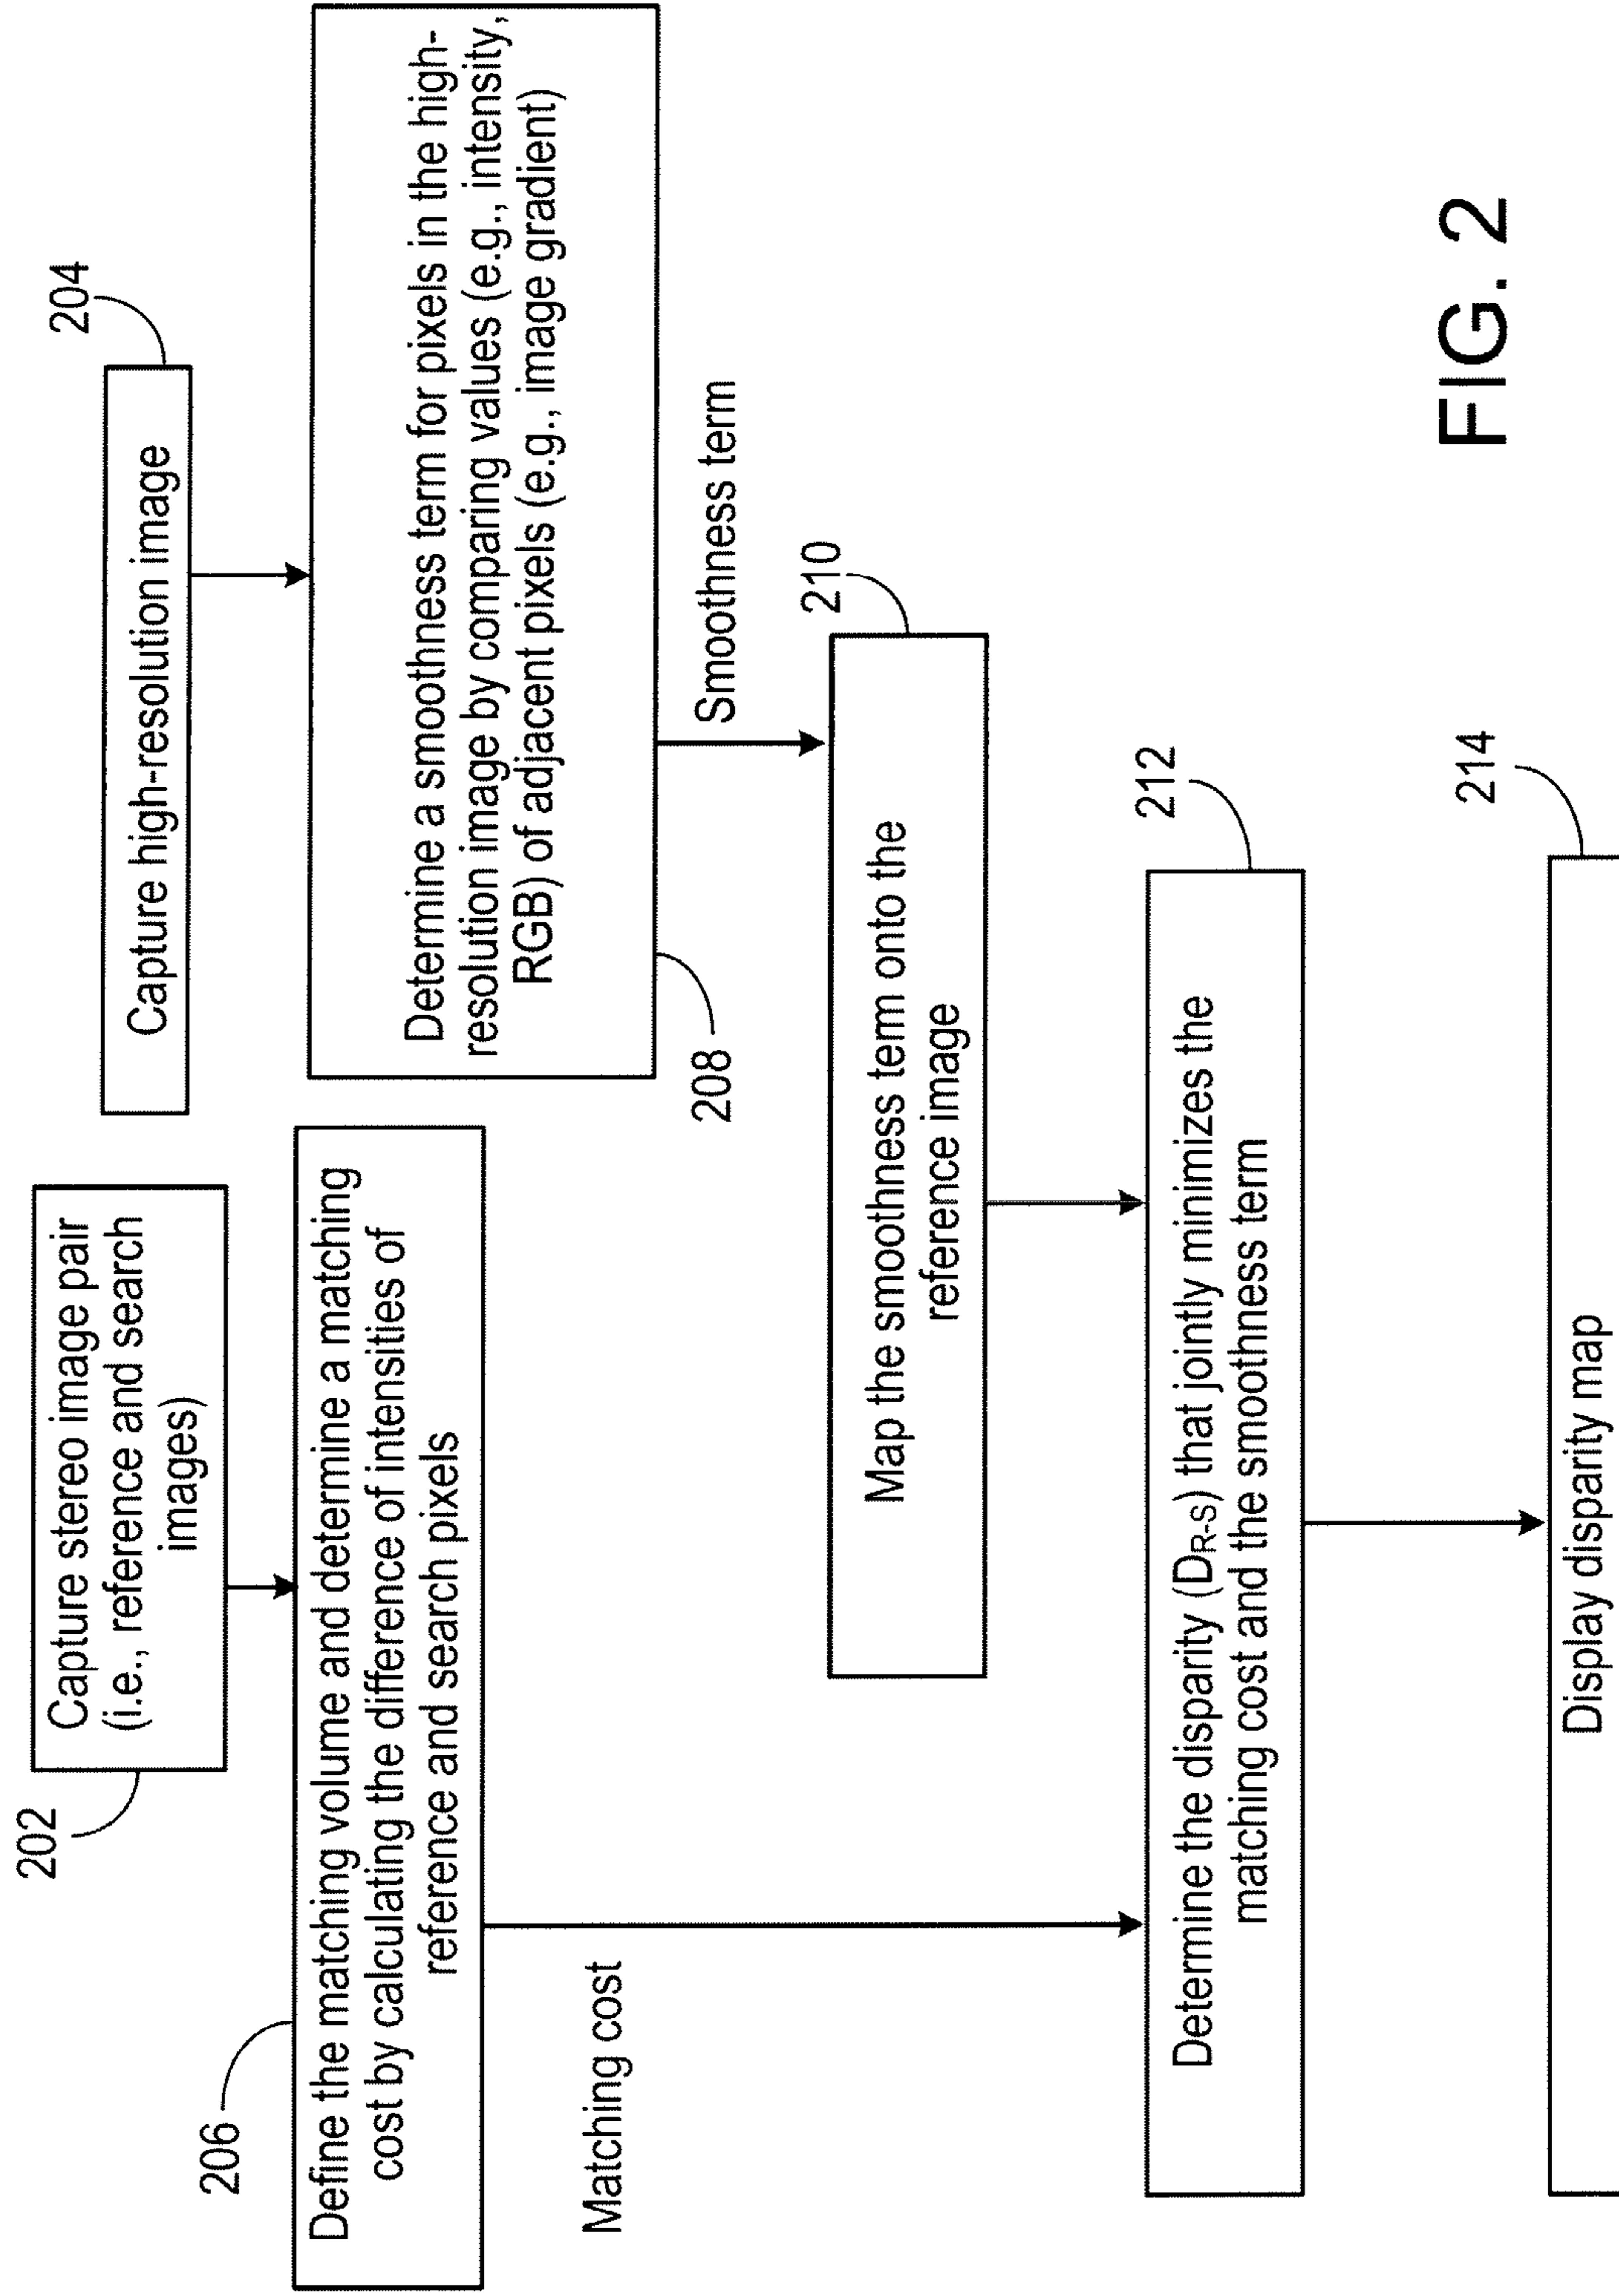 202
Capture stereo image pair
(i.e., reference and search
images)
204
Capture high-resolution image
206
Define the matching volume and determine a matching
cost by calculating the difference of intensities of
reference and search pixels
Determine a smoothness term for pixels in the high-
resolution image by comparing values (e.g., intensity,
RGB) of adjacent pixels (e.g., image gradient)
208
Matching cost
Smoothness term
210
Map the smoothness term onto the
reference image
212
Determine the disparity (DR-S) that jointly minimizes the
matching cost and the smoothness term
214
Display disparity map
FIG. 2